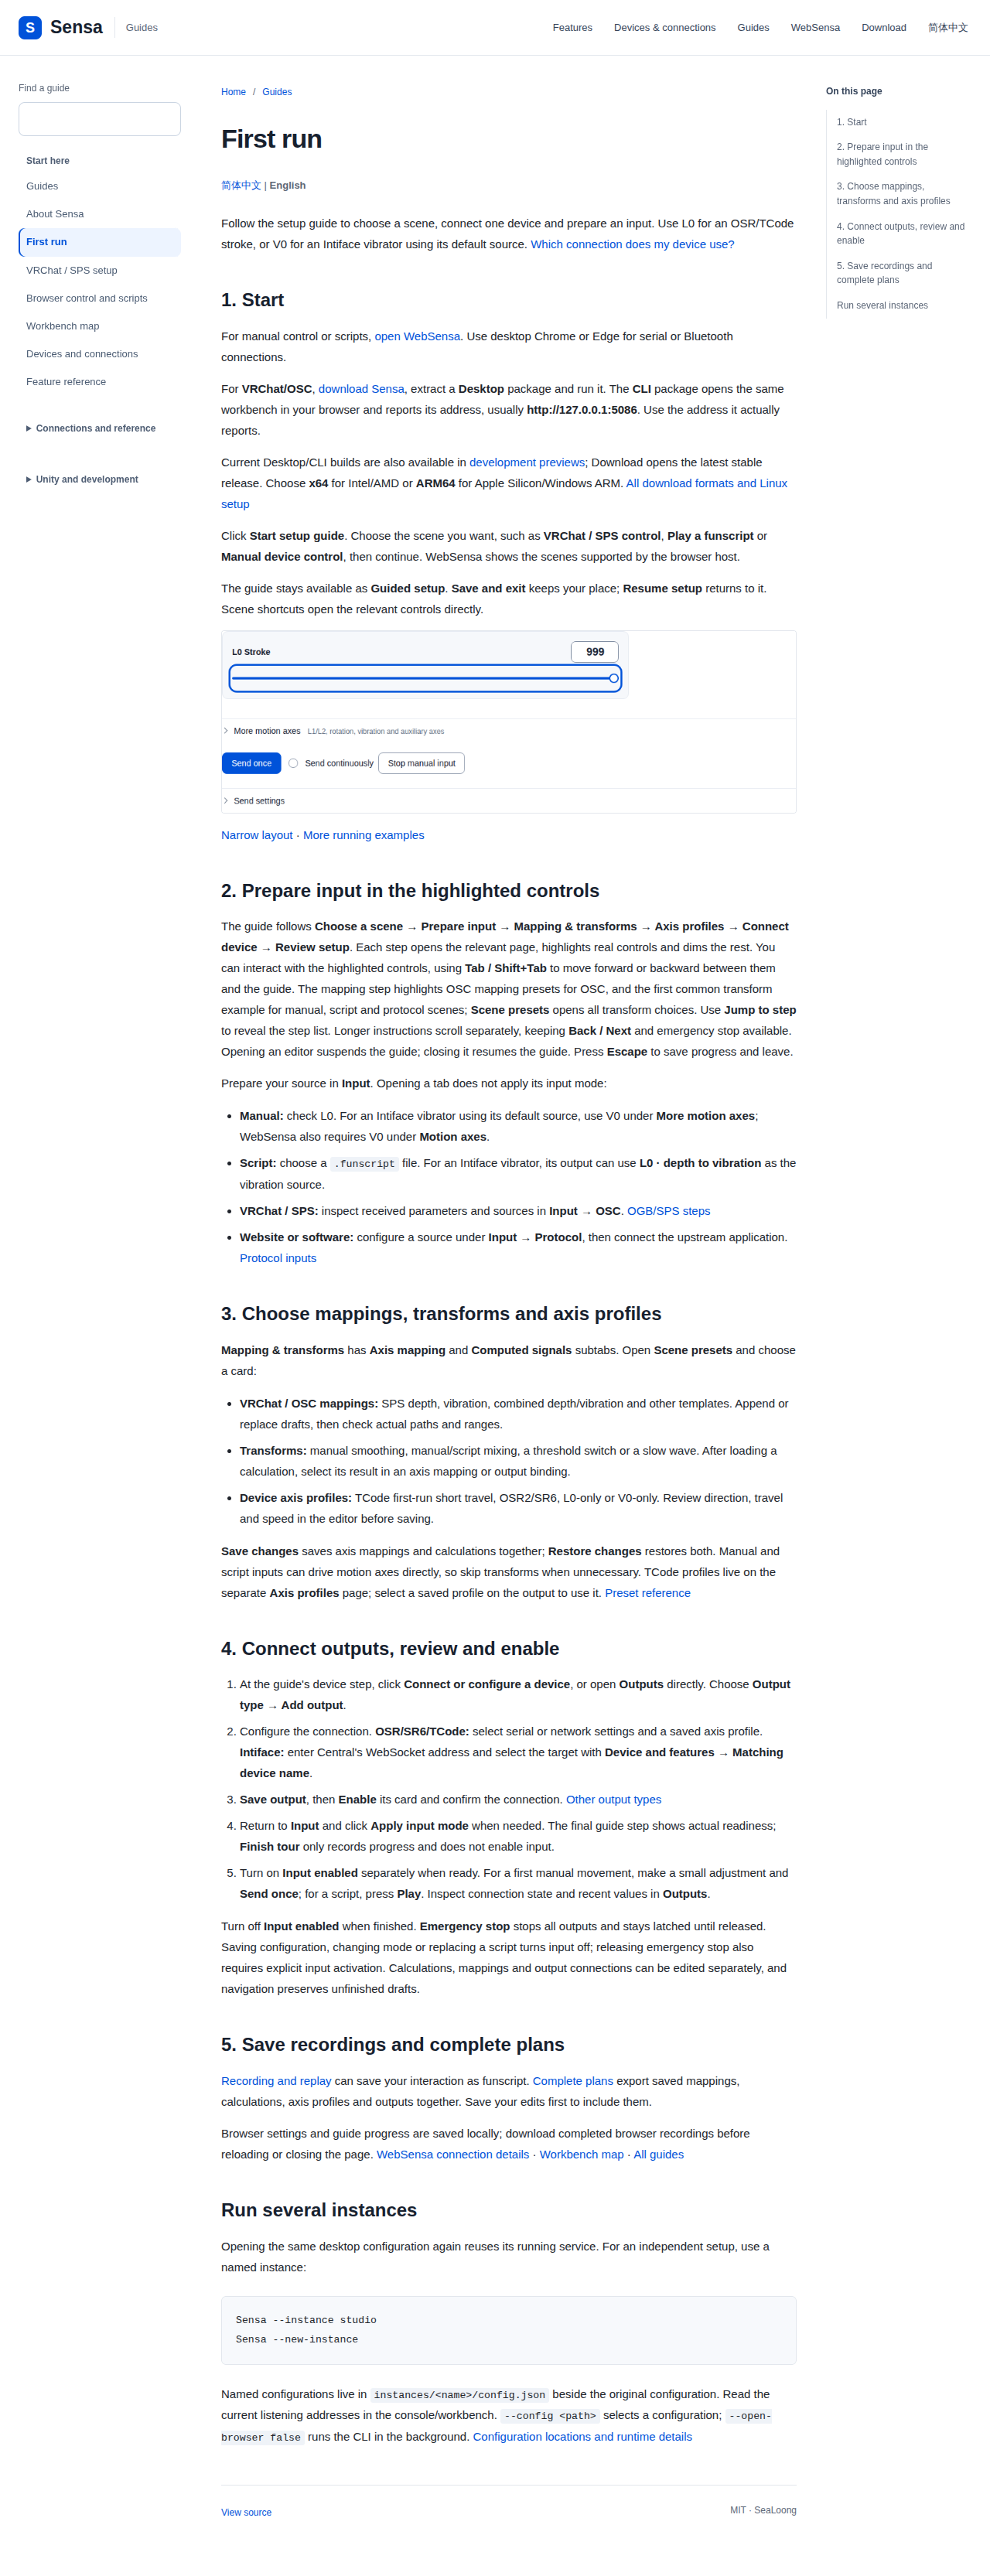 S Sensa Guides Features Devices & connections Guides WebSensa Download 简体中文
Find a guide
Start here
Guides
About Sensa
First run
VRChat / SPS setup
Browser control and scripts
Workbench map
Devices and connections
Feature reference
Connections and reference
Unity and development
Home / Guides
First run
简体中文 | English
Follow the setup guide to choose a scene, connect one device and prepare an input. Use L0 for an OSR/TCode
stroke, or V0 for an Intiface vibrator using its default source. Which connection does my device use?
1. Start
For manual control or scripts, open WebSensa. Use desktop Chrome or Edge for serial or Bluetooth
connections.
For VRChat/OSC, download Sensa, extract a Desktop package and run it. The CLI package opens the same
workbench in your browser and reports its address, usually http://127.0.0.1:5086. Use the address it actually
reports.
Current Desktop/CLI builds are also available in development previews; Download opens the latest stable
release. Choose x64 for Intel/AMD or ARM64 for Apple Silicon/Windows ARM. All download formats and Linux
setup
Click Start setup guide. Choose the scene you want, such as VRChat / SPS control, Play a funscript or
Manual device control, then continue. WebSensa shows the scenes supported by the browser host.
The guide stays available as Guided setup. Save and exit keeps your place; Resume setup returns to it.
Scene shortcuts open the relevant controls directly.
L0 Stroke 999
More motion axes L1/L2, rotation, vibration and auxiliary axes
Send once Send continuously Stop manual input
Send settings
Narrow layout · More running examples
2. Prepare input in the highlighted controls
The guide follows Choose a scene → Prepare input → Mapping & transforms → Axis profiles → Connect
device → Review setup. Each step opens the relevant page, highlights real controls and dims the rest. You
can interact with the highlighted controls, using Tab / Shift+Tab to move forward or backward between them
and the guide. The mapping step highlights OSC mapping presets for OSC, and the first common transform
example for manual, script and protocol scenes; Scene presets opens all transform choices. Use Jump to step
to reveal the step list. Longer instructions scroll separately, keeping Back / Next and emergency stop available.
Opening an editor suspends the guide; closing it resumes the guide. Press Escape to save progress and leave.
Prepare your source in Input. Opening a tab does not apply its input mode:
• Manual: check L0. For an Intiface vibrator using its default source, use V0 under More motion axes;
WebSensa also requires V0 under Motion axes.
• Script: choose a .funscript file. For an Intiface vibrator, its output can use L0 · depth to vibration as the
vibration source.
• VRChat / SPS: inspect received parameters and sources in Input → OSC. OGB/SPS steps
• Website or software: configure a source under Input → Protocol, then connect the upstream application.
Protocol inputs
3. Choose mappings, transforms and axis profiles
Mapping & transforms has Axis mapping and Computed signals subtabs. Open Scene presets and choose
a card:
• VRChat / OSC mappings: SPS depth, vibration, combined depth/vibration and other templates. Append or
replace drafts, then check actual paths and ranges.
• Transforms: manual smoothing, manual/script mixing, a threshold switch or a slow wave. After loading a
calculation, select its result in an axis mapping or output binding.
• Device axis profiles: TCode first-run short travel, OSR2/SR6, L0-only or V0-only. Review direction, travel
and speed in the editor before saving.
Save changes saves axis mappings and calculations together; Restore changes restores both. Manual and
script inputs can drive motion axes directly, so skip transforms when unnecessary. TCode profiles live on the
separate Axis profiles page; select a saved profile on the output to use it. Preset reference
4. Connect outputs, review and enable
1. At the guide's device step, click Connect or configure a device, or open Outputs directly. Choose Output
type → Add output.
2. Configure the connection. OSR/SR6/TCode: select serial or network settings and a saved axis profile.
Intiface: enter Central's WebSocket address and select the target with Device and features → Matching
device name.
3. Save output, then Enable its card and confirm the connection. Other output types
4. Return to Input and click Apply input mode when needed. The final guide step shows actual readiness;
Finish tour only records progress and does not enable input.
5. Turn on Input enabled separately when ready. For a first manual movement, make a small adjustment and
Send once; for a script, press Play. Inspect connection state and recent values in Outputs.
Turn off Input enabled when finished. Emergency stop stops all outputs and stays latched until released.
Saving configuration, changing mode or replacing a script turns input off; releasing emergency stop also
requires explicit input activation. Calculations, mappings and output connections can be edited separately, and
navigation preserves unfinished drafts.
5. Save recordings and complete plans
Recording and replay can save your interaction as funscript. Complete plans export saved mappings,
calculations, axis profiles and outputs together. Save your edits first to include them.
Browser settings and guide progress are saved locally; download completed browser recordings before
reloading or closing the page. WebSensa connection details · Workbench map · All guides
Run several instances
Opening the same desktop configuration again reuses its running service. For an independent setup, use a
named instance:
Sensa --instance studio
Sensa --new-instance
Named configurations live in instances/<name>/config.json beside the original configuration. Read the
current listening addresses in the console/workbench. --config <path> selects a configuration; --open-
browser false runs the CLI in the background. Configuration locations and runtime details
View source MIT · SeaLoong
On this page
1. Start
2. Prepare input in the
highlighted controls
3. Choose mappings,
transforms and axis profiles
4. Connect outputs, review and
enable
5. Save recordings and
complete plans
Run several instances